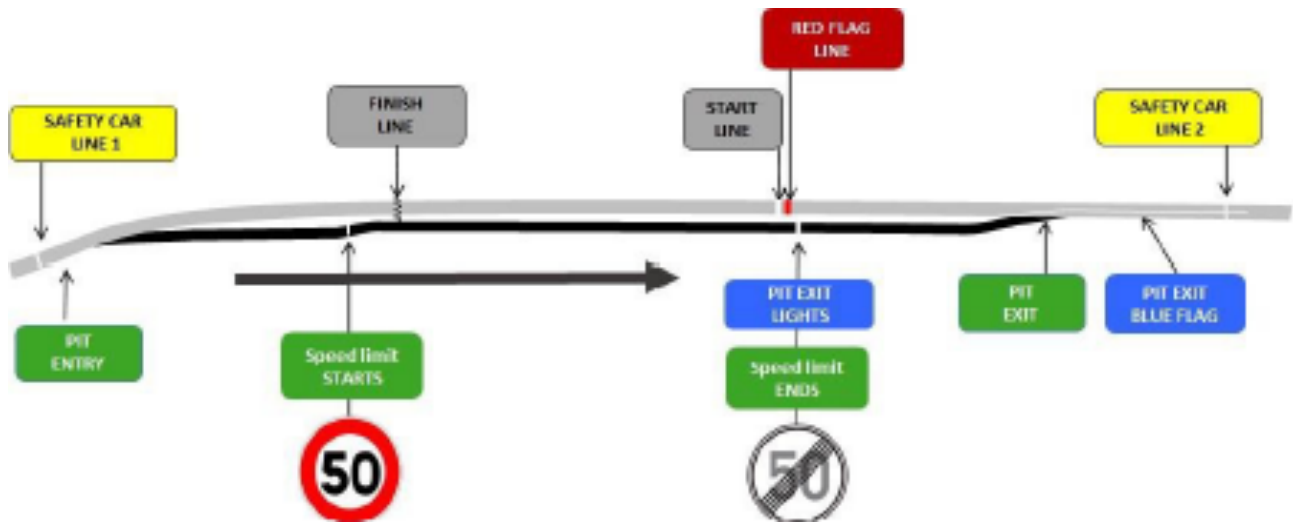 RED FLAG
LINE
SAFETY CAR
LINE 1
FINISH
LINE
START
LINE
SAFETY CAR
LINE 2
PIT
ENTRY
Speed limit
STARTS
50
PIT EXIT
LIGHTS
Speed limit
ENDS
50
PIT
EXIT
PIT EXIT
BLUE FLAG